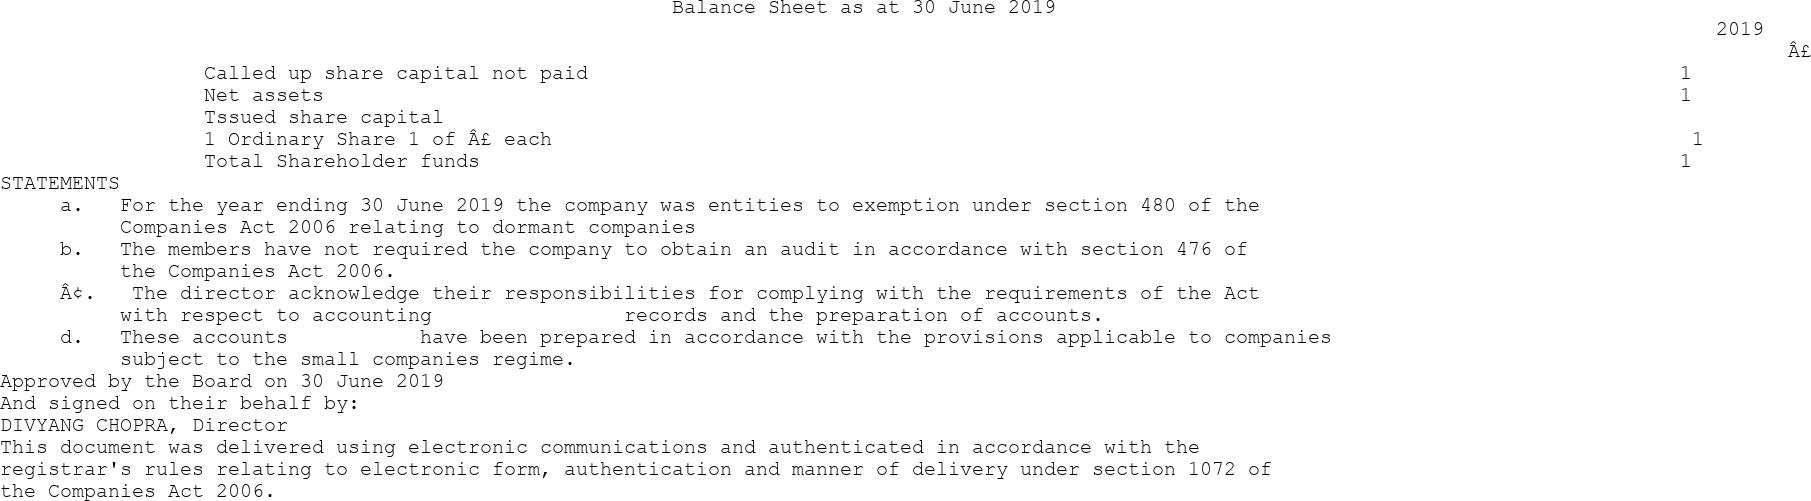 Balance Sheet as at 30 June 2019
2019
Â£
Called up share capital not paid 1
Net assets 1
Tssued share capital
1 Ordinary Share 1 of Â£ each 1
Total Shareholder funds 1
STATEMENTS
a. For the year ending 30 June 2019 the company was entities to exemption under section 480 of the
Companies Act 2006 relating to dormant companies
b. The members have not required the company to obtain an audit in accordance with section 476 of
the Companies Act 2006.
Â¢. The director acknowledge their responsibilities for complying with the requirements of the Act
with respect to accounting records and the preparation of accounts.
d. These accounts have been prepared in accordance with the provisions applicable to companies
subject to the small companies regime.
Approved by the Board on 30 June 2019
And signed on their behalf by:
DIVYANG CHOPRA, Director
This document was delivered using electronic communications and authenticated in accordance with the
registrar's rules relating to electronic form, authentication and manner of delivery under section 1072 of
the Companies Act 2006.